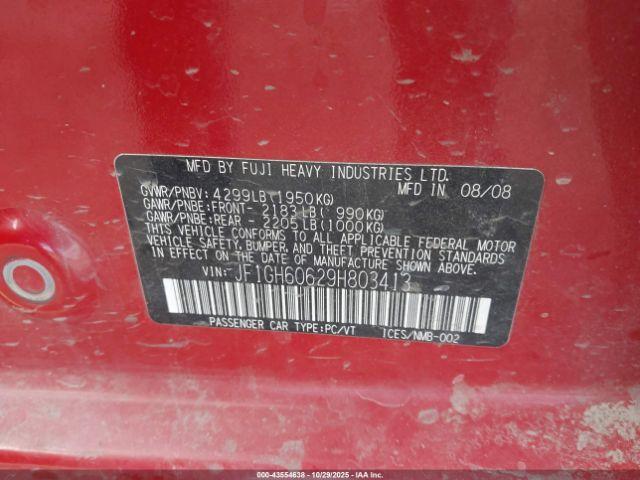 MFD BY FUJI HEAVY INDUSTRIES LTD.
MFD IN 08/08
GVWR/PNBV: 4299LB(1950KG)
GAWR/PNBE:FRONT- 2183LB( 990KG)
GAWR/PNBE:REAR - 2205LB(1000KG)
THIS VEHICLE CONFORMS TO ALL APPLICABLE FEDERAL MOTOR
VEHICLE SAFETY, BUMPER, AND THEFT PREVENTION STANDARDS
IN EFFECT ON THE DATE OF MANUFACTURE SHOWN ABOVE.
VIN: JF1GH60629H803413
PASSENGER CAR TYPE:PC/VT ICES/NMB-002
000-43554638 | 10/29/2025 | IAAI.COM